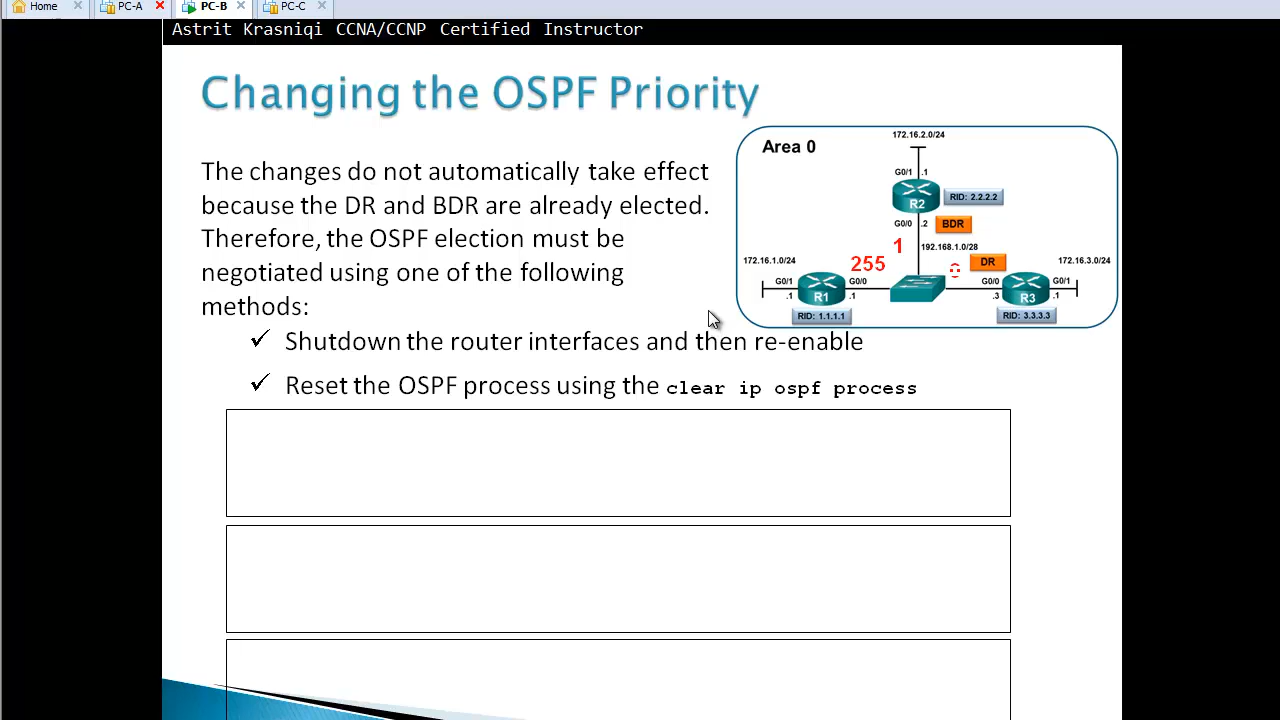 Home PC-A PC-B PC-C
Astrit Krasniqi CCNA/CCNP Certified Instructor
Changing the OSPF Priority
The changes do not automatically take effect
because the DR and BDR are already elected.
Therefore, the OSPF election must be
negotiated using one of the following
methods:
✓ Shutdown the router interfaces and then re-enable
✓ Reset the OSPF process using the clear ip ospf process
172.16.2.0/24
Area 0
G0/1 .1
R2 RID: 2.2.2.2
G0/0 .2 BDR
1 192.168.1.0/28
172.16.1.0/24 255 DR 172.16.3.0/24
G0/1 G0/0 G0/0 G0/1
R1 R3
.1 .1 .3 .1
RID: 1.1.1.1 RID: 3.3.3.3